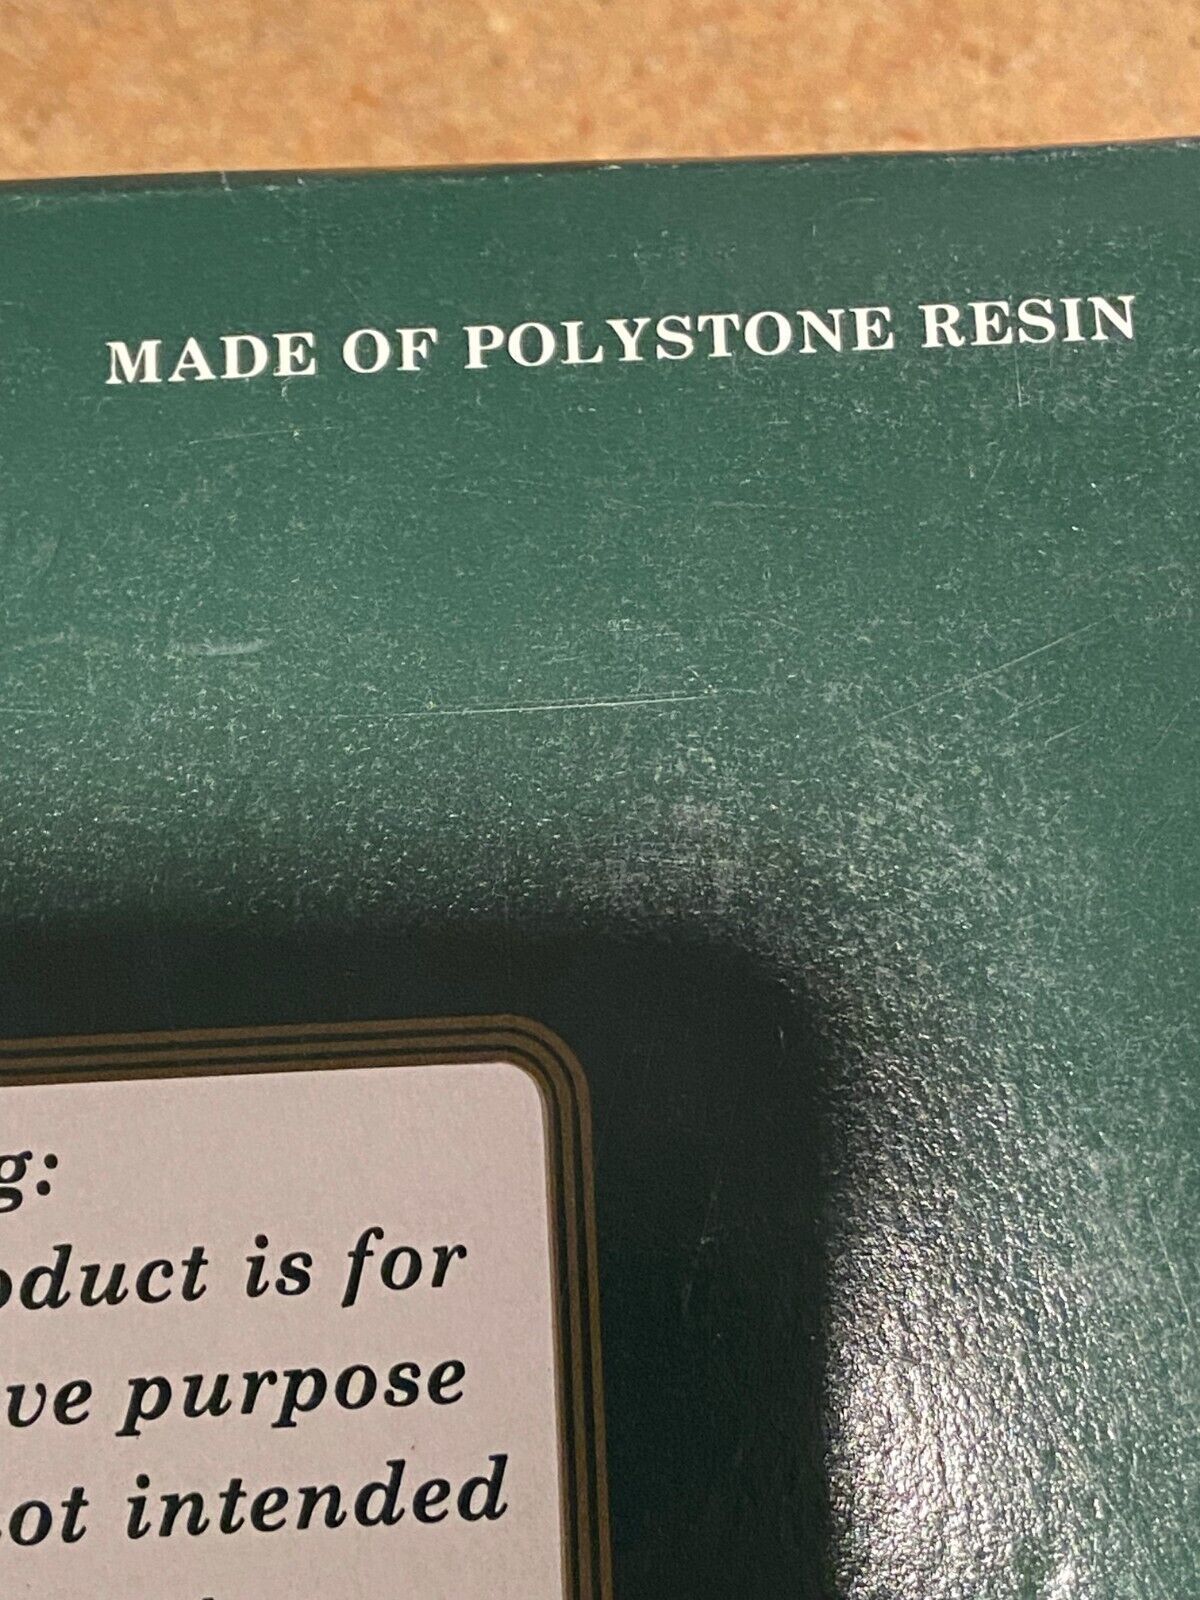 MADE OF POLYSTONE RESIN
g:
oduct is for
ve purpose
ot intended